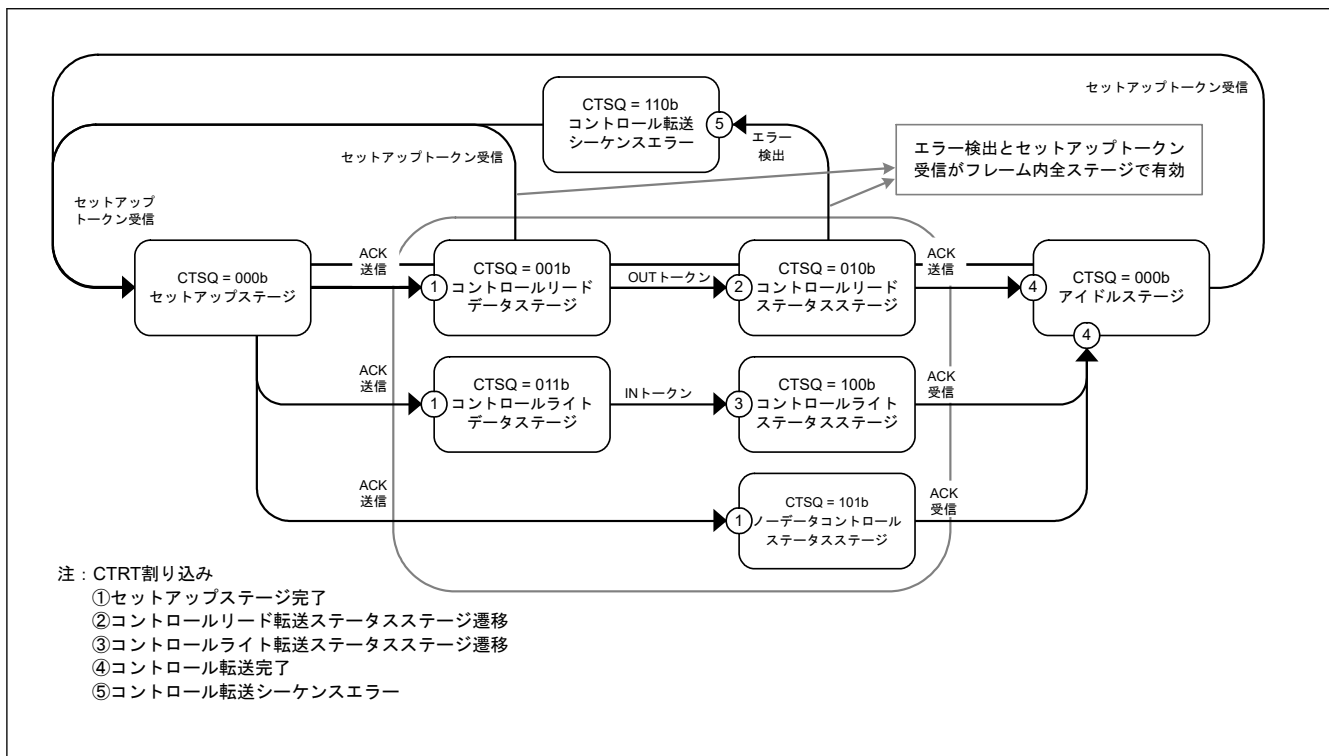 セットアップトークン受信
CTSQ = 110b
コントロール転送
シーケンスエラー
⑤
エラー
検出
セットアップトークン受信
エラー検出とセットアップトークン
受信がフレーム内全ステージで有効
セットアップ
トークン受信
CTSQ = 000b
セットアップステージ
ACK
送信
①
CTSQ = 001b
コントロールリード
データステージ
OUTトークン
②
CTSQ = 010b
コントロールリード
ステータスステージ
ACK
送信
④
CTSQ = 000b
アイドルステージ
④
ACK
送信
①
CTSQ = 011b
コントロールライト
データステージ
INトークン
③
CTSQ = 100b
コントロールライト
ステータスステージ
ACK
受信
ACK
送信
①
CTSQ = 101b
ノーデータコントロール
ステータスステージ
ACK
受信
注：CTRT割り込み
①セットアップステージ完了
②コントロールリード転送ステータスステージ遷移
③コントロールライト転送ステータスステージ遷移
④コントロール転送完了
⑤コントロール転送シーケンスエラー